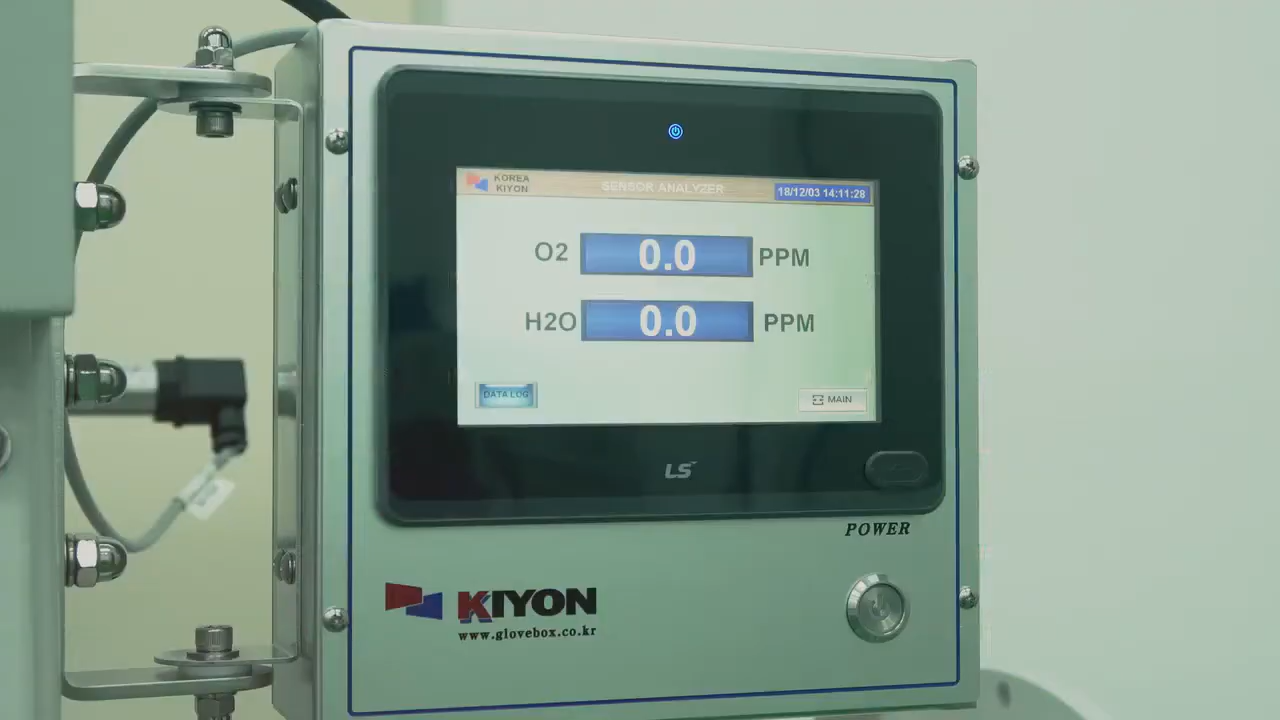 KOREA
KIYON
SENSOR ANALYZER
18/12/03 14:11:28
O2 0.0 PPM
H2O 0.0 PPM
DATA LOG
MAIN
LS
POWER
KIYON
www.glovebox.co.kr